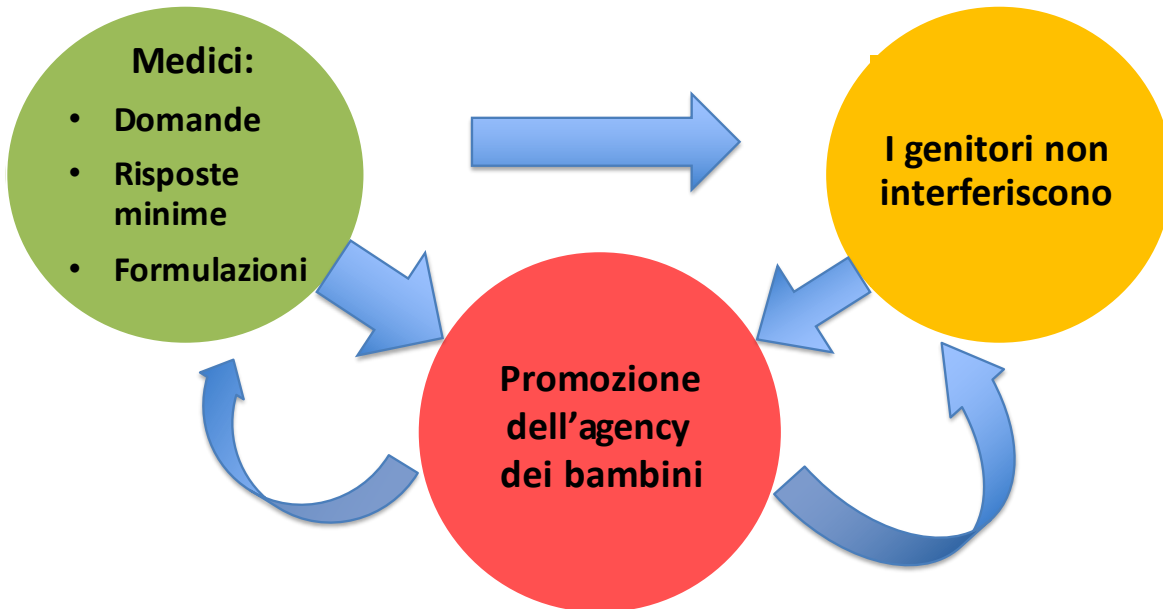 Medici:
• Domande
• Risposte
minime
• Formulazioni
I genitori non
interferiscono
Promozione
dell’agency
dei bambini